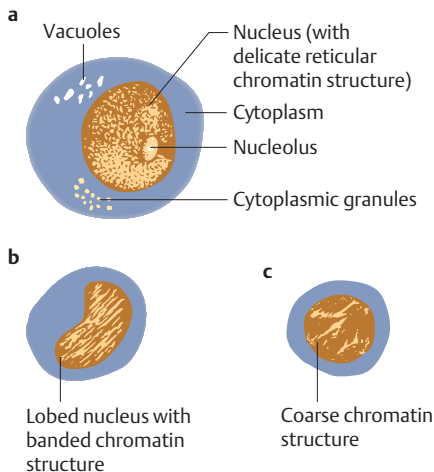 a
Vacuoles
Nucleus (with
delicate reticular
chromatin structure)
Cytoplasm
Nucleolus
Cytoplasmic granules
b
Lobed nucleus with
banded chromatin
structure
c
Coarse chromatin
structure